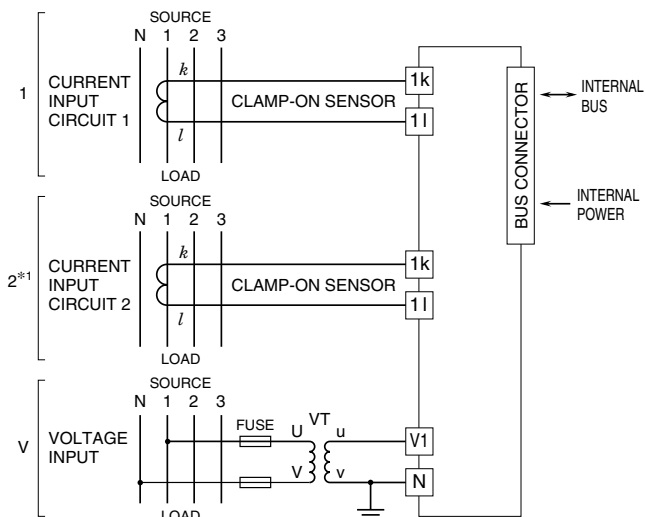 SOURCE
N 1 2 3
1
CURRENT
INPUT
CIRCUIT 1
k
l
CLAMP-ON SENSOR
1k
1l
LOAD
BUS CONNECTOR
INTERNAL
BUS
INTERNAL
POWER
SOURCE
N 1 2 3
2*1
CURRENT
INPUT
CIRCUIT 2
k
l
CLAMP-ON SENSOR
1k
1l
LOAD
SOURCE
N 1 2 3
V
VOLTAGE
INPUT
FUSE
VT
U u
V v
V1
N
LOAD